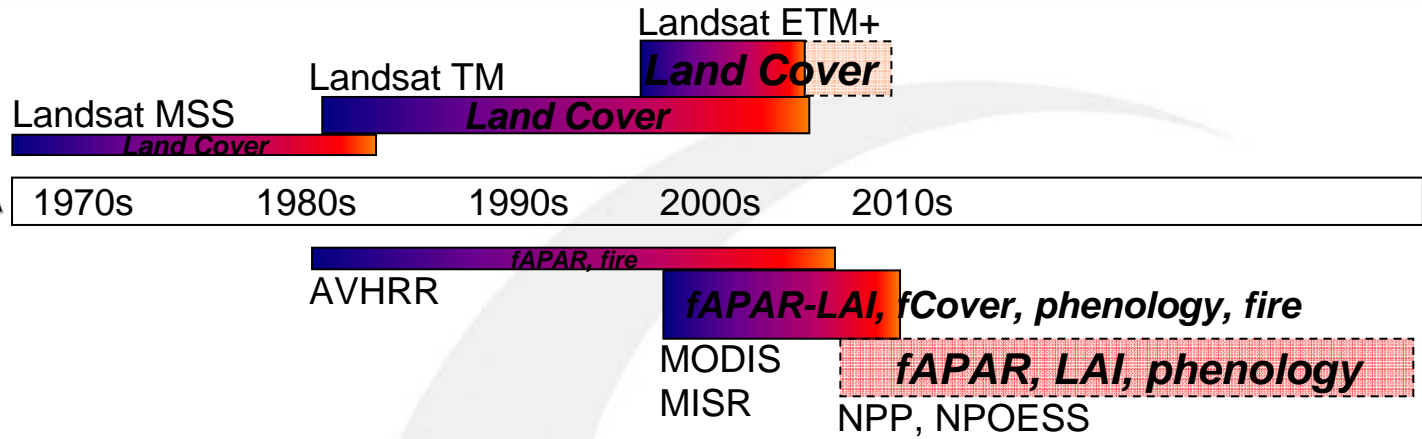 Landsat ETM+
Land Cover
Landsat TM
Land Cover
Landsat MSS
Land Cover
1970s 1980s 1990s 2000s 2010s
fAPAR, fire
AVHRR
fAPAR-LAI, fCover, phenology, fire
MODIS
MISR
fAPAR, LAI, phenology
NPP, NPOESS